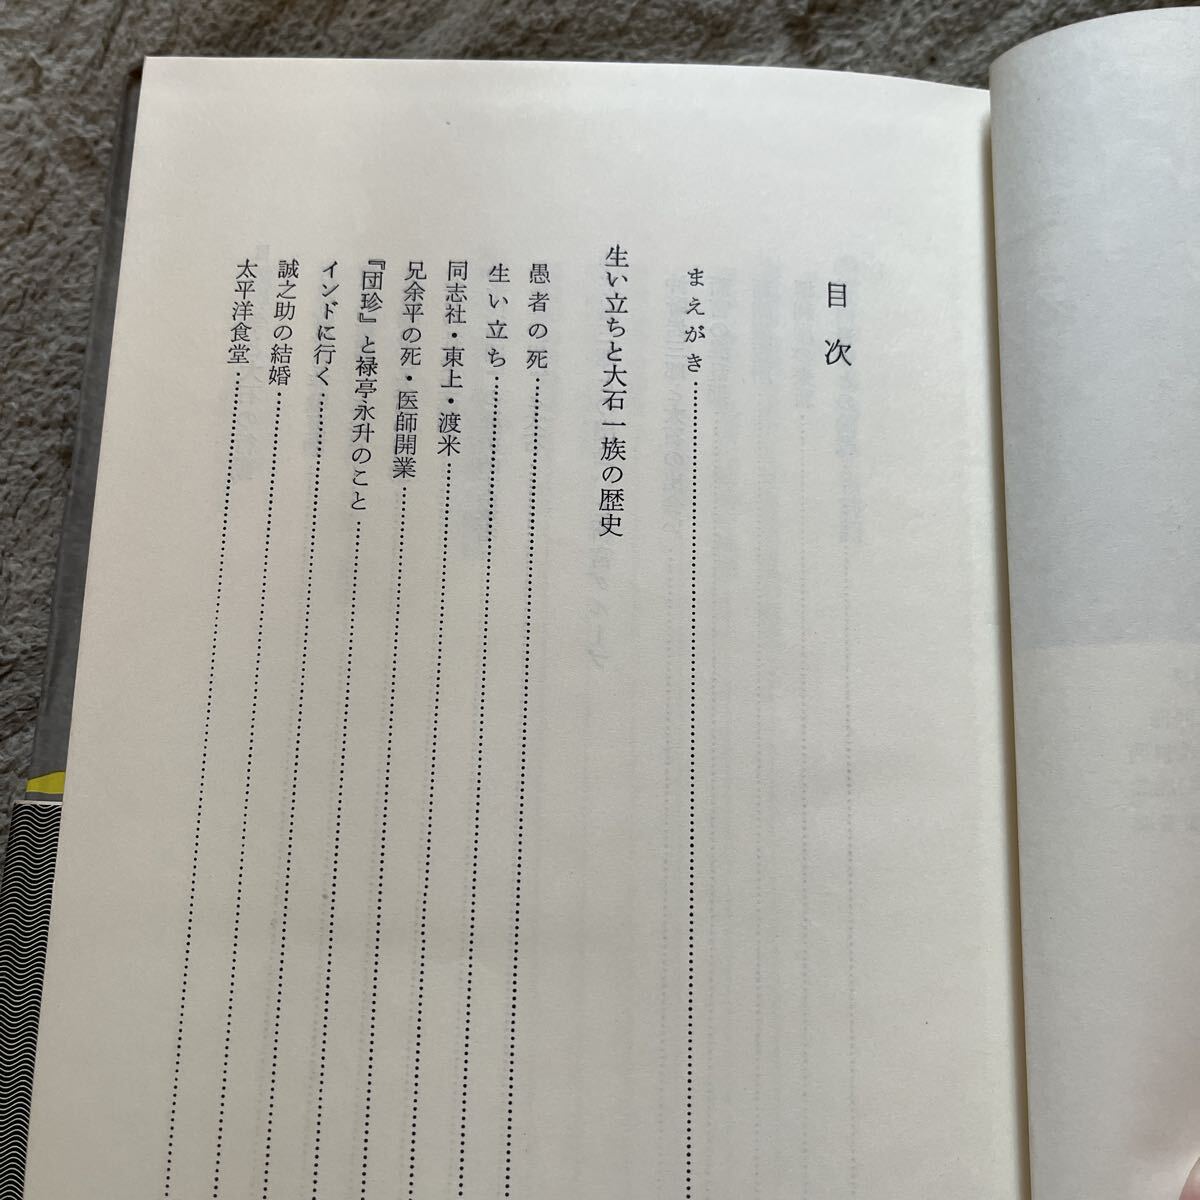 目次
まえがき
生い立ちと大石一族の歴史
愚者の死
生い立ち
同志社・東上・渡米
兄余平の死・医師開業
『団珍』と禄亭永升のこと
インドに行く
誠之助の結婚
太平洋食堂